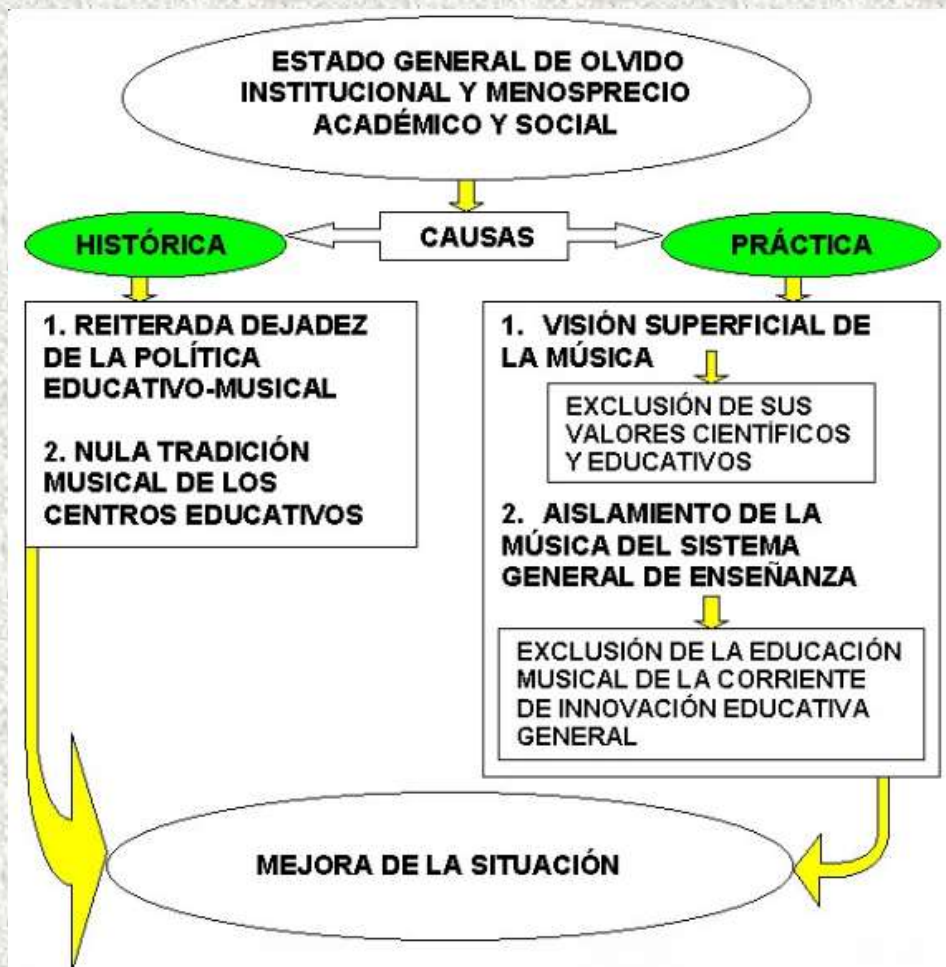 ESTADO GENERAL DE OLVIDO
INSTITUCIONAL Y MENOSPRECIO
ACADÉMICO Y SOCIAL
CAUSAS
HISTÓRICA
1. REITERADA DEJADEZ
DE LA POLÍTICA
EDUCATIVO-MUSICAL
2. NULA TRADICIÓN
MUSICAL DE LOS
CENTROS EDUCATIVOS
PRÁCTICA
1. VISIÓN SUPERFICIAL DE
LA MÚSICA
EXCLUSIÓN DE SUS
VALORES CIENTÍFICOS
Y EDUCATIVOS
2. AISLAMIENTO DE LA
MÚSICA DEL SISTEMA
GENERAL DE ENSEÑANZA
EXCLUSIÓN DE LA EDUCACIÓN
MUSICAL DE LA CORRIENTE
DE INNOVACIÓN EDUCATIVA
GENERAL
MEJORA DE LA SITUACIÓN